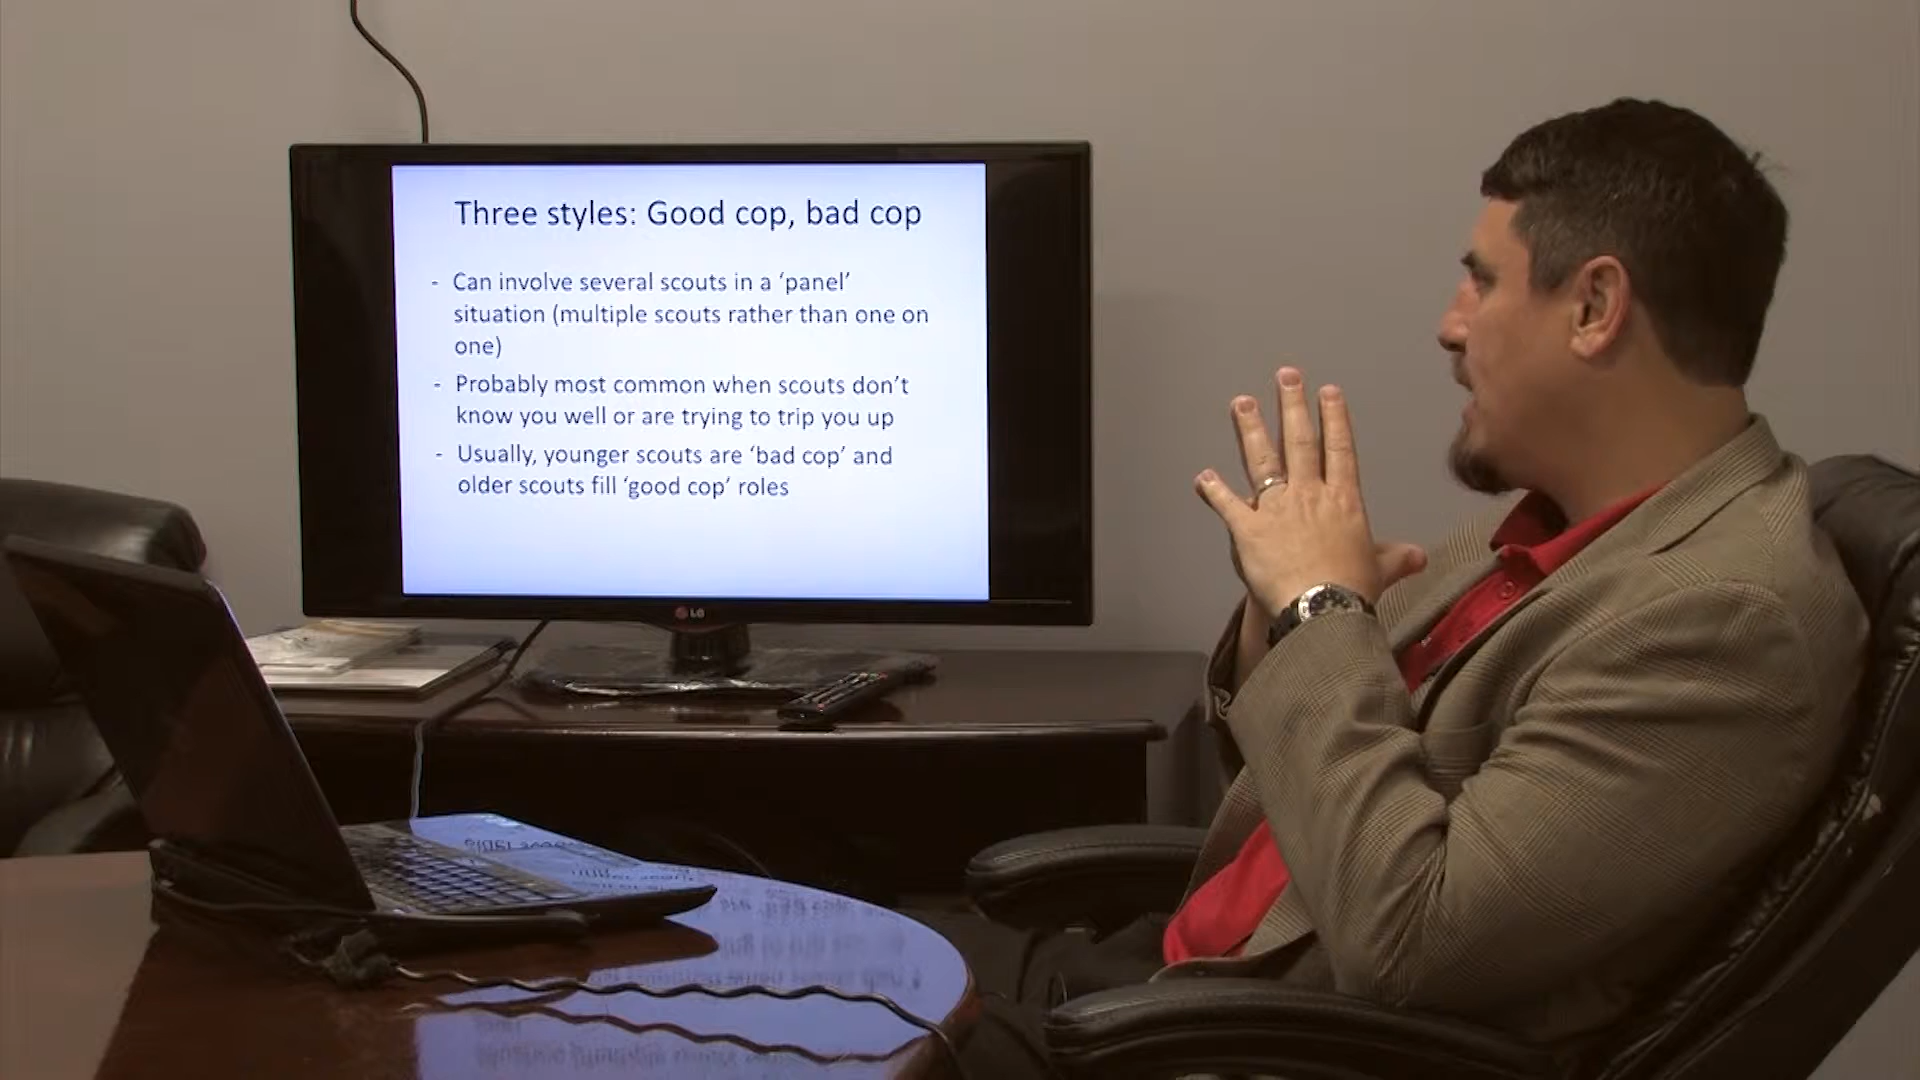 Three styles: Good cop, bad cop
- Can involve several scouts in a ‘panel’
situation (multiple scouts rather than one on
one)
- Probably most common when scouts don’t
know you well or are trying to trip you up
- Usually, younger scouts are ‘bad cop’ and
older scouts fill ‘good cop’ roles
LG